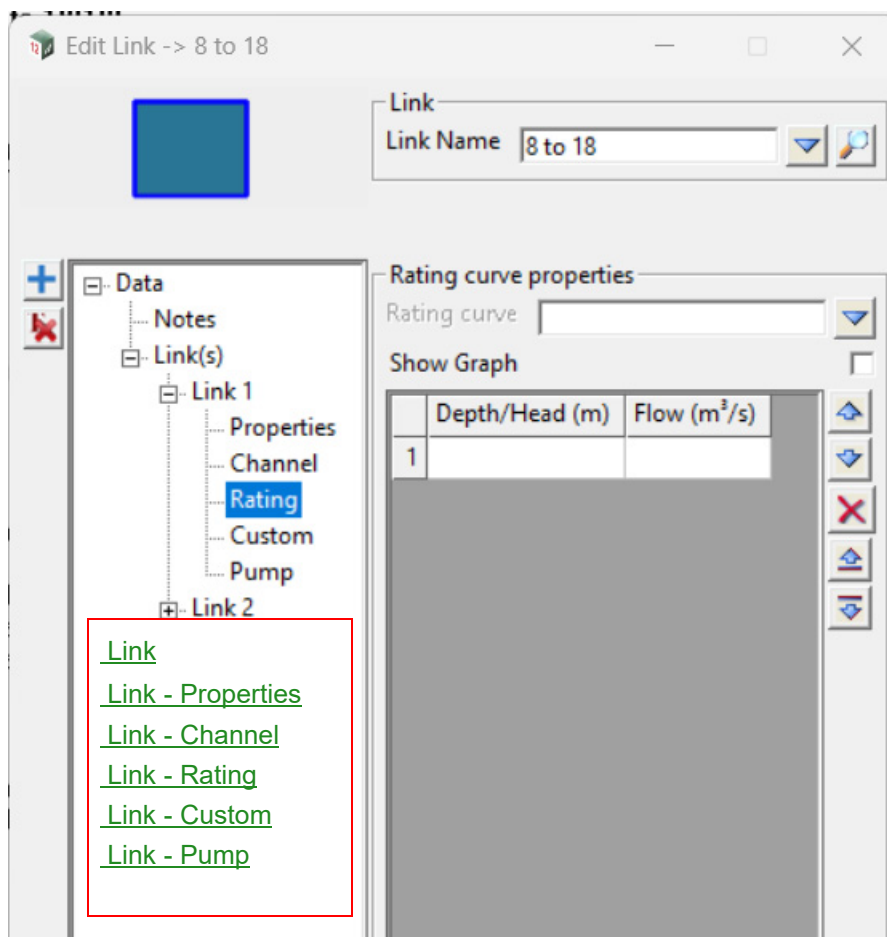 Edit Link -> 8 to 18
Link
Link Name 8 to 18
Data
Notes
Link(s)
Link 1
Properties
Channel
Rating
Custom
Pump
Link 2
Link
Link - Properties
Link - Channel
Link - Rating
Link - Custom
Link - Pump
Rating curve properties
Rating curve
Show Graph
Depth/Head (m) Flow (m³/s)
1